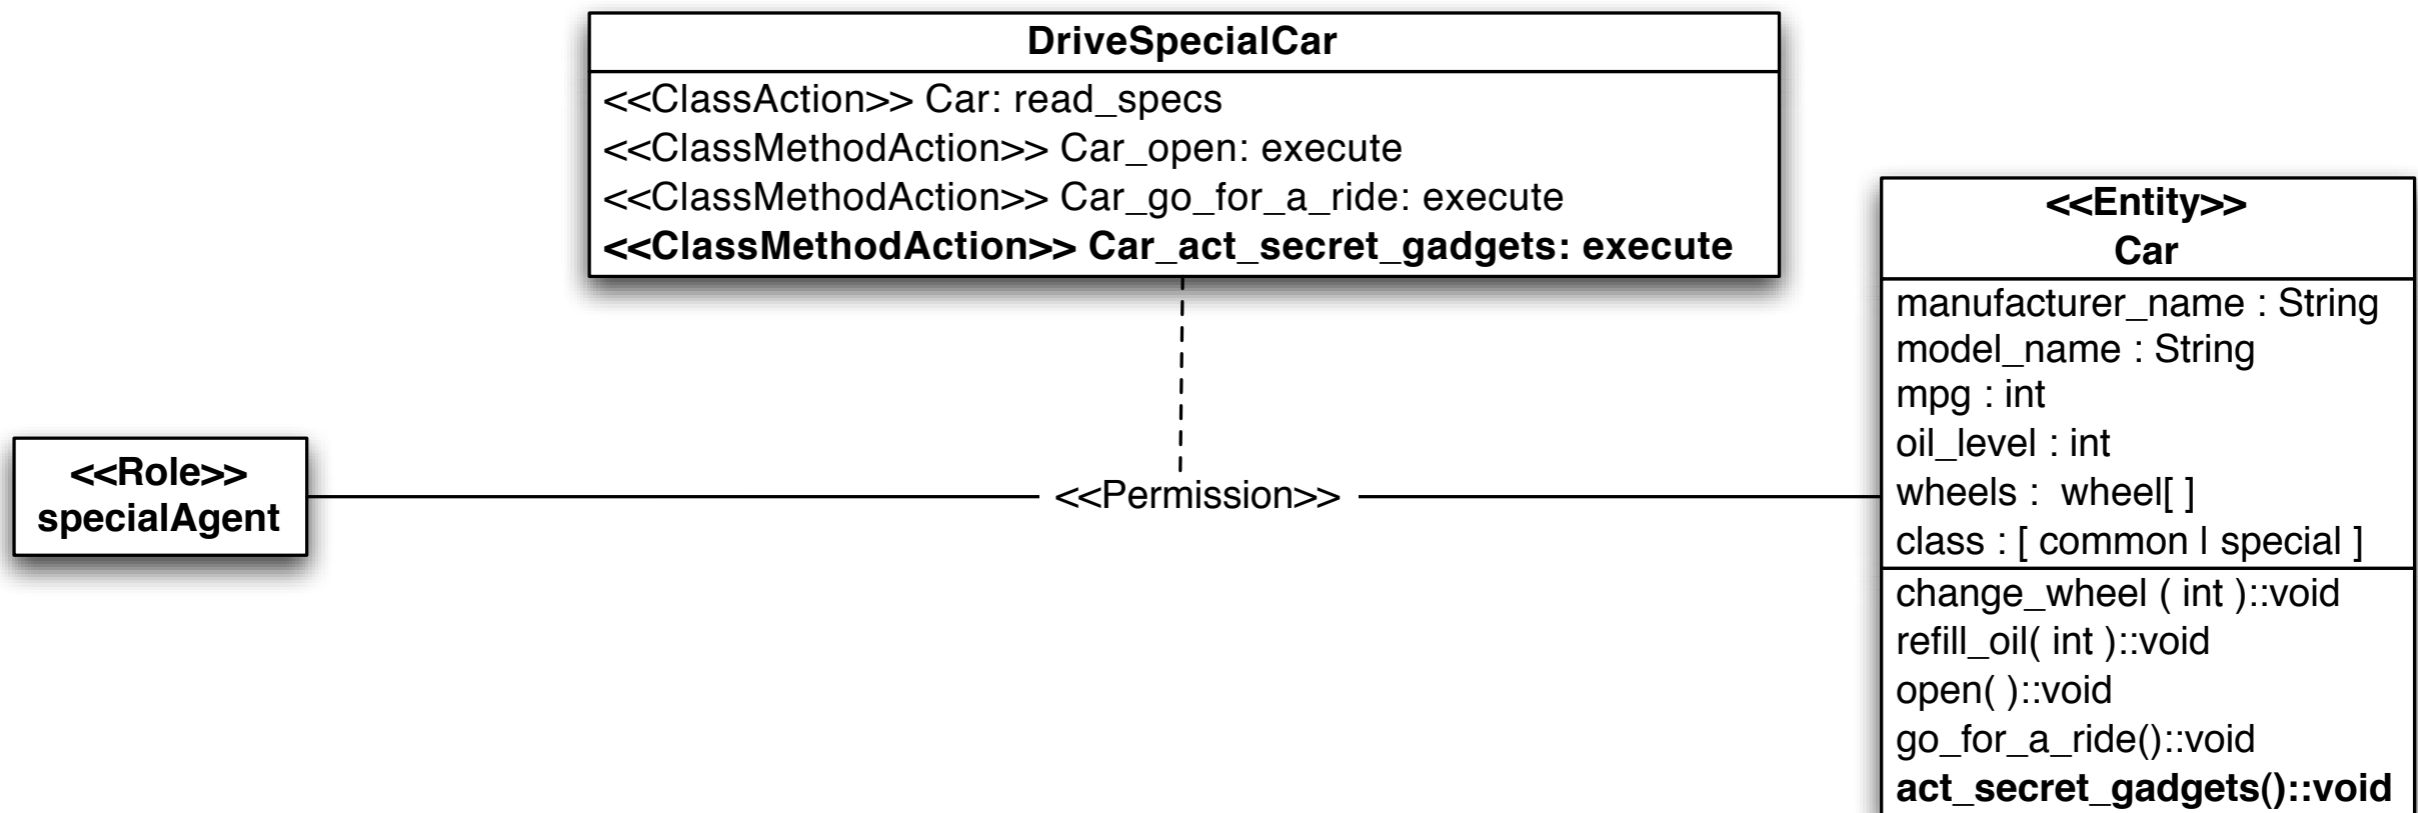 DriveSpecialCar
<<ClassAction>> Car: read_specs
<<ClassMethodAction>> Car_open: execute
<<ClassMethodAction>> Car_go_for_a_ride: execute
<<ClassMethodAction>> Car_act_secret_gadgets: execute
<<Role>>
specialAgent
<<Permission>>
<<Entity>>
Car
manufacturer_name : String
model_name : String
mpg : int
oil_level : int
wheels :  wheel[ ]
class : [ common | special ]
change_wheel ( int )::void
refill_oil( int )::void
open( )::void
go_for_a_ride()::void
act_secret_gadgets()::void